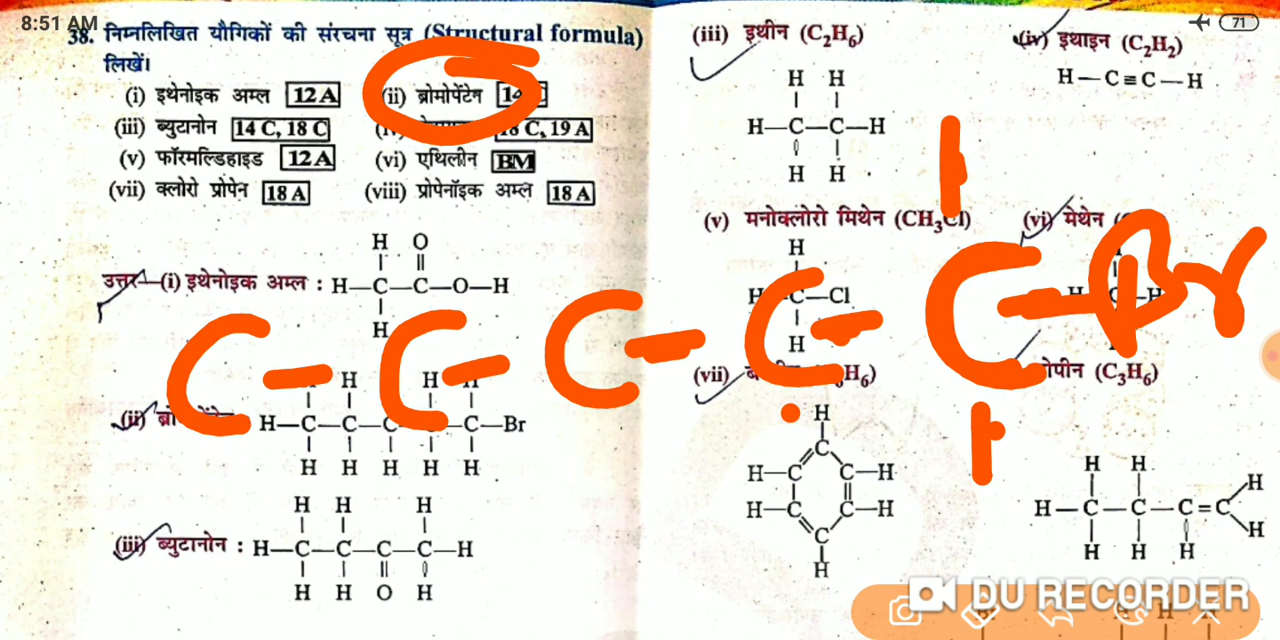 8:51 AM
71
38. निम्नलिखित यौगिकों की संरचना सूत्र (Structural formula)
लिखें।
(i) इथेनोइक अम्ल 12 A (ii) ब्रोमोपेंटेन
(iii) ब्युटानोन 14 C, 18 C 18 C, 19 A
(v) फॉरमल्डिहाइड 12 A (vi) एथिलीन BM
(vii) क्लोरो प्रोपेन 18 A (viii) प्रोपेनॉइक अम्ल 18 A
H O
उत्तर—(i) इथेनोइक अम्ल : H—C—C—O—H
H
H H
(ii) H—C—C C—Br
H H H H H
H H H
(iii) ब्युटानोन : H—C—C—C—C—H
H H O H
(iii) इथीन (C₂H₆)
H H
H—C—C—H
H H
(iv) इथाइन (C₂H₂)
H—C≡C—H
(v) मनोक्लोरो मिथेन (CH₃Cl)
H
C—Cl
H
(vi) मेथेन
(vii)
H
H C—H
H C—H
C
H
(C₃H₆)
H H H
H—C—C—C=C
H H H H
C—C—C—C—C—Br
DU RECORDER